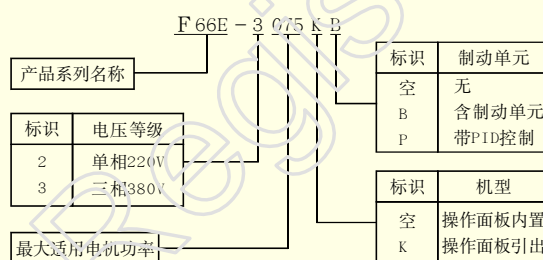 F66E-3 075 K B
产品系列名称
标识 电压等级
2 单相220V
3 三相380V
最大适用电机功率
标识 制动单元
空 无
B 含制动单元
P 带PID控制
标识 机型
空 操作面板内置
K 操作面板引出
Regis